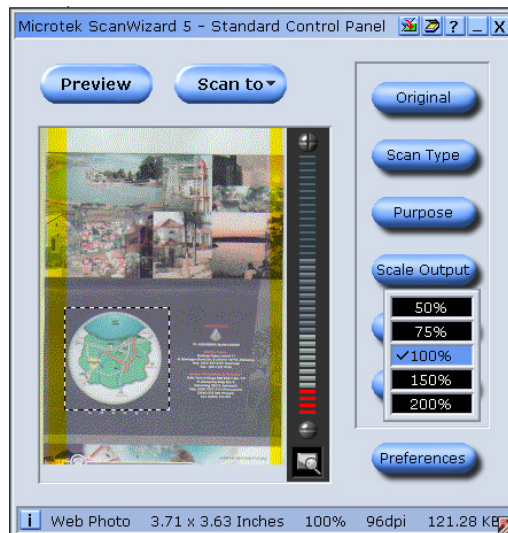 Microtek ScanWizard 5 - Standard Control Panel
Preview
Scan to
Original
Scan Type
Purpose
Scale Output
50%
75%
✓100%
150%
200%
Preferences
Web Photo 3.71 x 3.63 Inches 100% 96dpi 121.28 KB